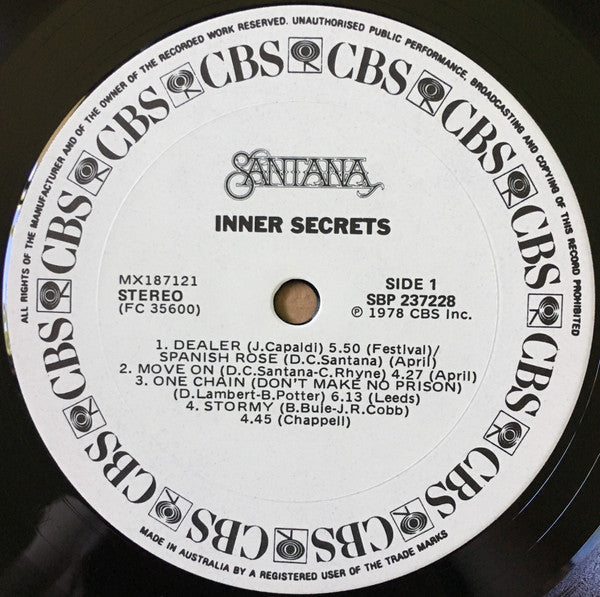 ALL RIGHTS OF THE MANUFACTURER AND OF THE OWNER OF THE RECORDED WORK RESERVED. UNAUTHORISED PUBLIC PERFORMANCE, BROADCASTING AND COPYING OF THIS RECORD PROHIBITED
CBS CBS CBS CBS CBS CBS CBS CBS CBS CBS CBS CBS
SANTANA
INNER SECRETS
MX187121
STEREO
(FC 35600)
SIDE 1
SBP 237228
℗ 1978 CBS Inc.
1. DEALER (J.Capaldi) 5.50 (Festival)/
SPANISH ROSE (D.C.Santana) (April)
2. MOVE ON (D.C.Santana-C.Rhyne) 4.27 (April)
3. ONE CHAIN (DON'T MAKE NO PRISON)
(D.Lambert-B.Potter) 6.13 (Leeds)
4. STORMY (B.Buie-J.R.Cobb)
4.45 (Chappell)
MADE IN AUSTRALIA BY A REGISTERED USER OF THE TRADE MARKS